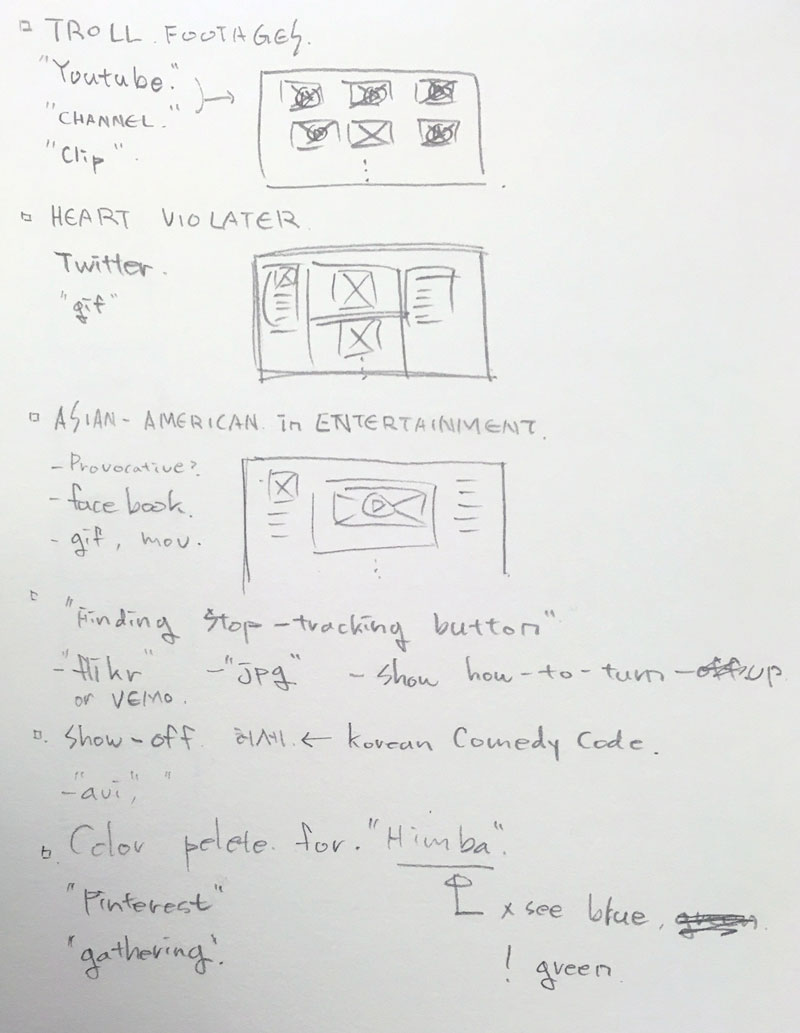 TROLL. FOOTAGES.
"Youtube."
"CHANNEL."
"Clip".
HEART VIOLATER.
Twitter.
"gif"
ASIAN-AMERICAN. in ENTERTAINMENT.
- Provocative?
- face book.
- gif, mov.
"Finding Stop-tracking button"
-"flikr" -"jpg" - show how-to-turn-off up.
or VEMO.
Show-off. 허세. ← Korean Comedy Code.
-"avi", "
Color pelete. for. "Himba".
"Pinterest"
"gathering".
x see blue, green.
! green.